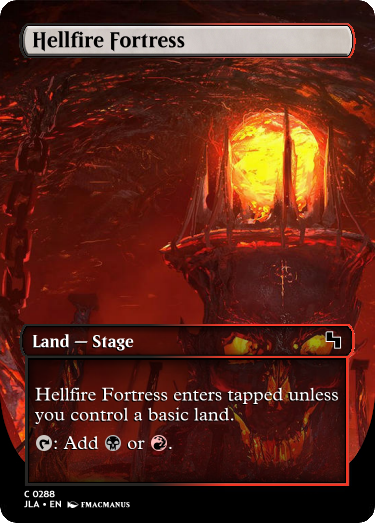 Hellfire Fortress
Land — Stage
Hellfire Fortress enters tapped unless
you control a basic land.
: Add or .
C 0288
JLA • EN FMACMANUS